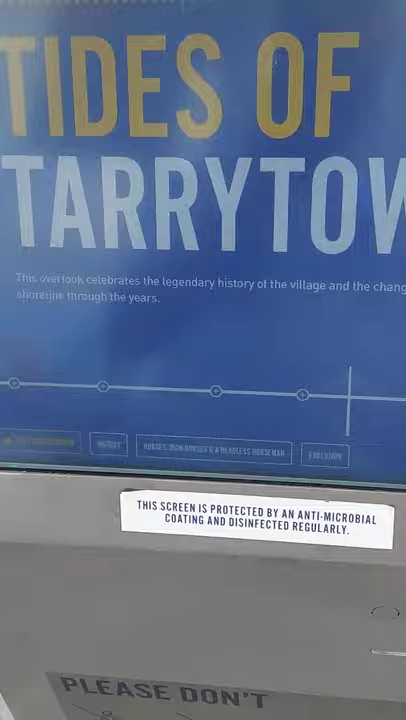 TIDES OF
TARRYTOW
This overlook celebrates the legendary history of the village and the chang
shoreline through the years.
HISTORY
HORSES, IRON HORSES & A HEADLESS HORSEMAN
EVOLUTION
THIS SCREEN IS PROTECTED BY AN ANTI-MICROBIAL
COATING AND DISINFECTED REGULARLY.
PLEASE DON'T